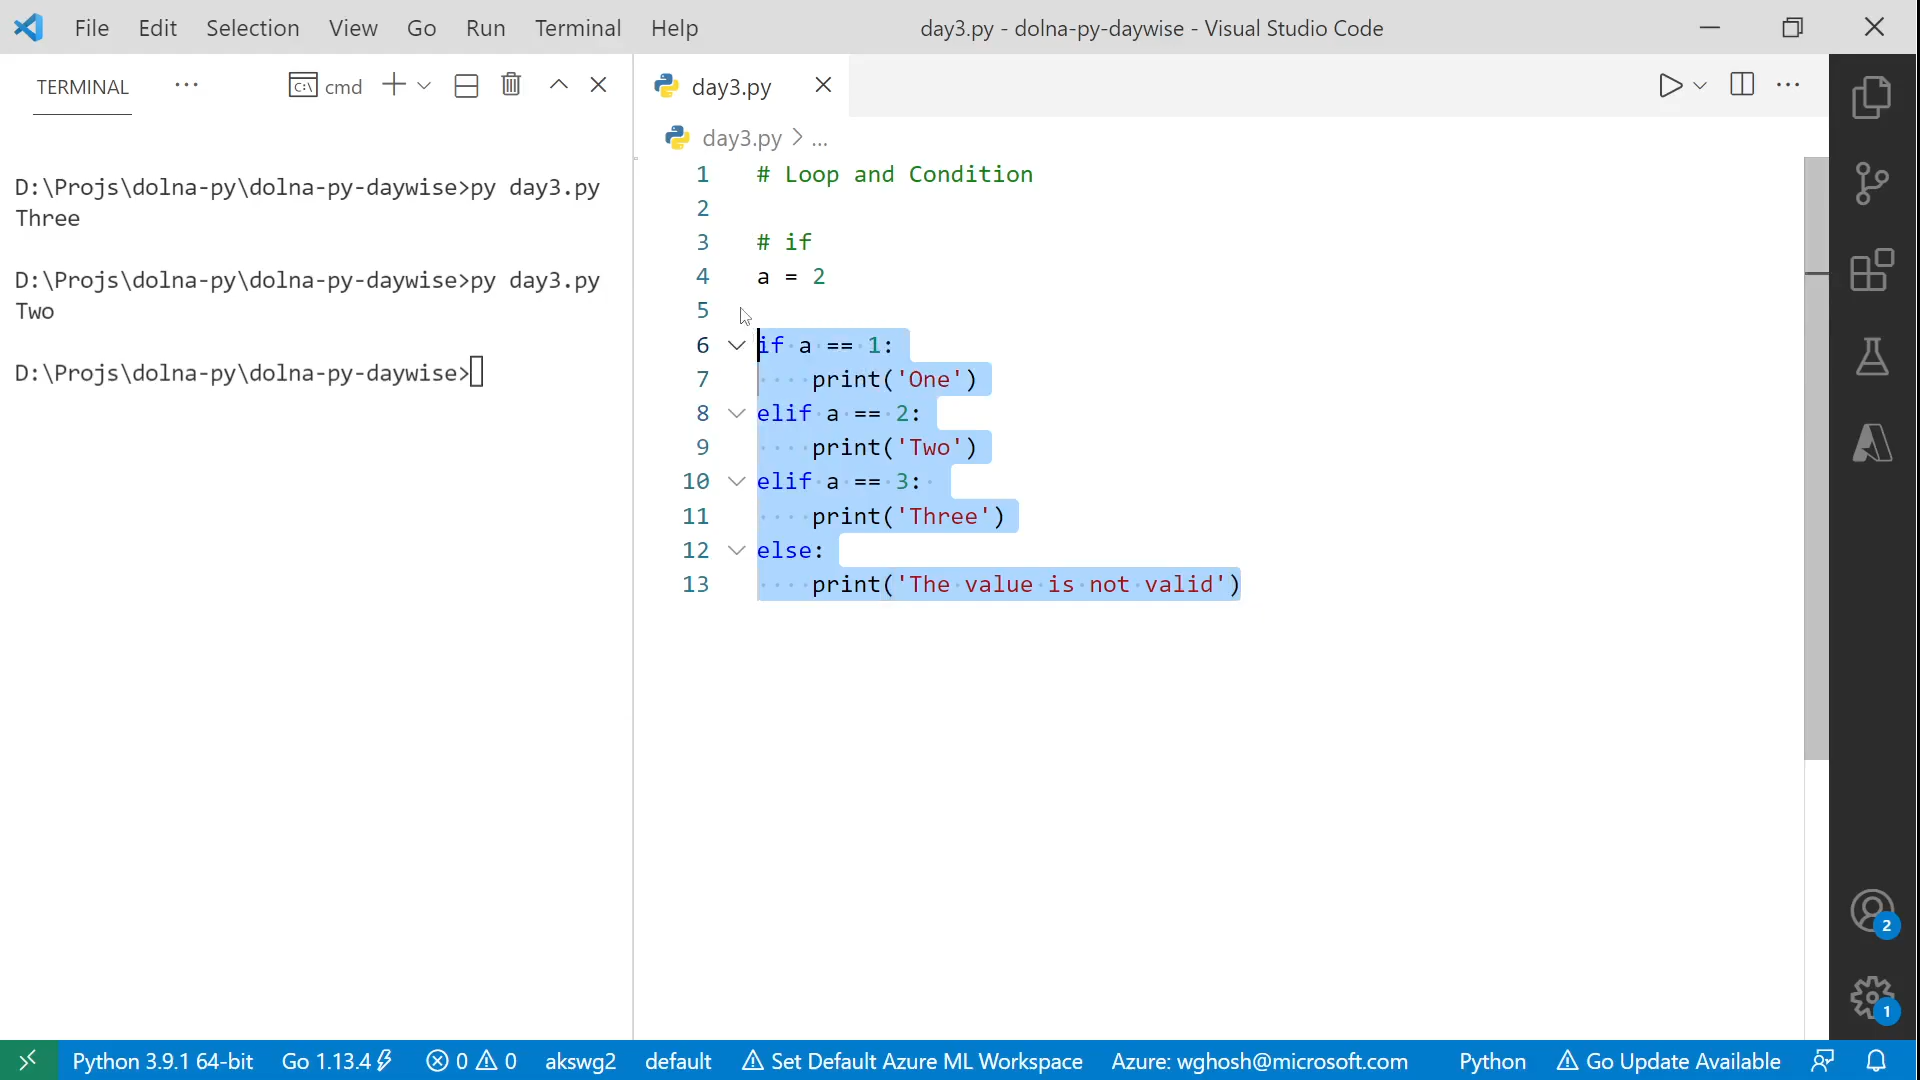 File Edit Selection View Go Run Terminal Help
day3.py - dolna-py-daywise - Visual Studio Code
TERMINAL ··· cmd
D:\Projs\dolna-py\dolna-py-daywise>py day3.py
Three
D:\Projs\dolna-py\dolna-py-daywise>py day3.py
Two
D:\Projs\dolna-py\dolna-py-daywise>
day3.py
day3.py > ...
1 # Loop and Condition
2
3 # if
4 a = 2
5
6 if a == 1:
7 print('One')
8 elif a == 2:
9 print('Two')
10 elif a == 3:
11 print('Three')
12 else:
13 print('The value is not valid')
2
1
Python 3.9.1 64-bit Go 1.13.4 0 0 akswg2 default Set Default Azure ML Workspace Azure: wghosh@microsoft.com Python Go Update Available